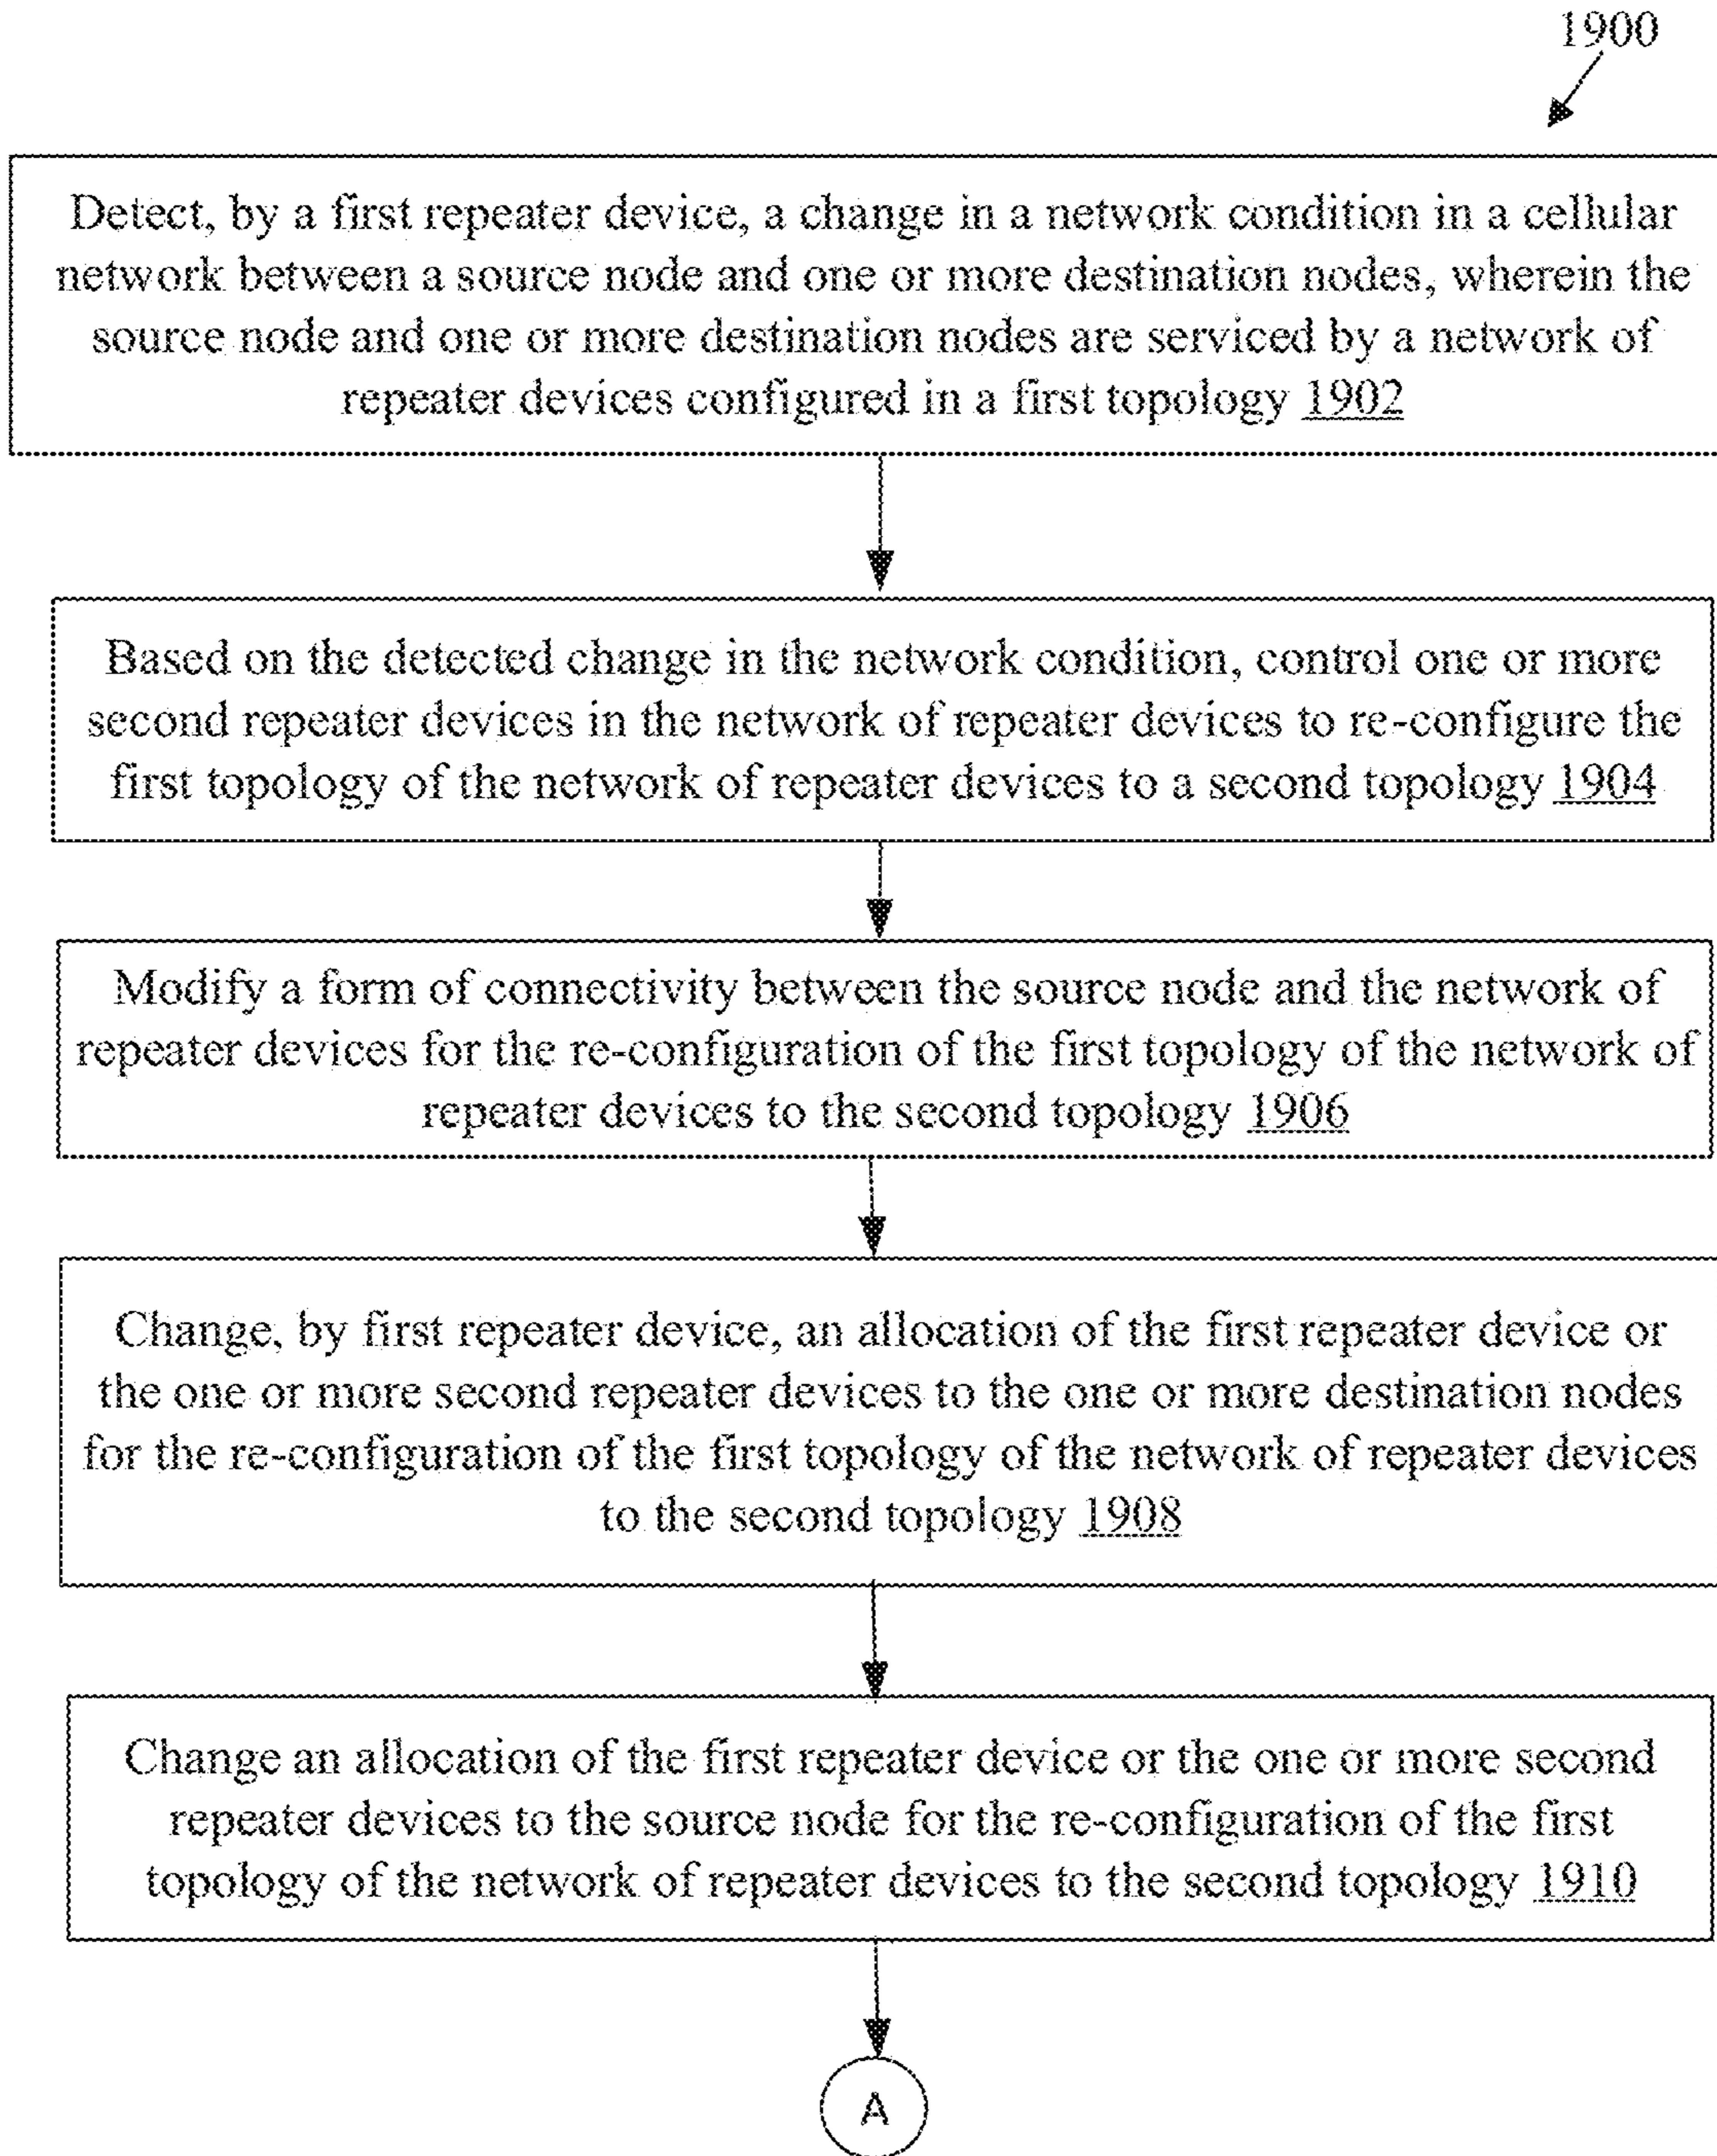 1900
Detect, by a first repeater device, a change in a network condition in a cellular
network between a source node and one or more destination nodes, wherein the
source node and one or more destination nodes are serviced by a network of
repeater devices configured in a first topology 1902
Based on the detected change in the network condition, control one or more
second repeater devices in the network of repeater devices to re-configure the
first topology of the network of repeater devices to a second topology 1904
Modify a form of connectivity between the source node and the network of
repeater devices for the re-configuration of the first topology of the network of
repeater devices to the second topology 1906
Change, by first repeater device, an allocation of the first repeater device or
the one or more second repeater devices to the one or more destination nodes
for the re-configuration of the first topology of the network of repeater devices
to the second topology 1908
Change an allocation of the first repeater device or the one or more second
repeater devices to the source node for the re-configuration of the first
topology of the network of repeater devices to the second topology 1910
A